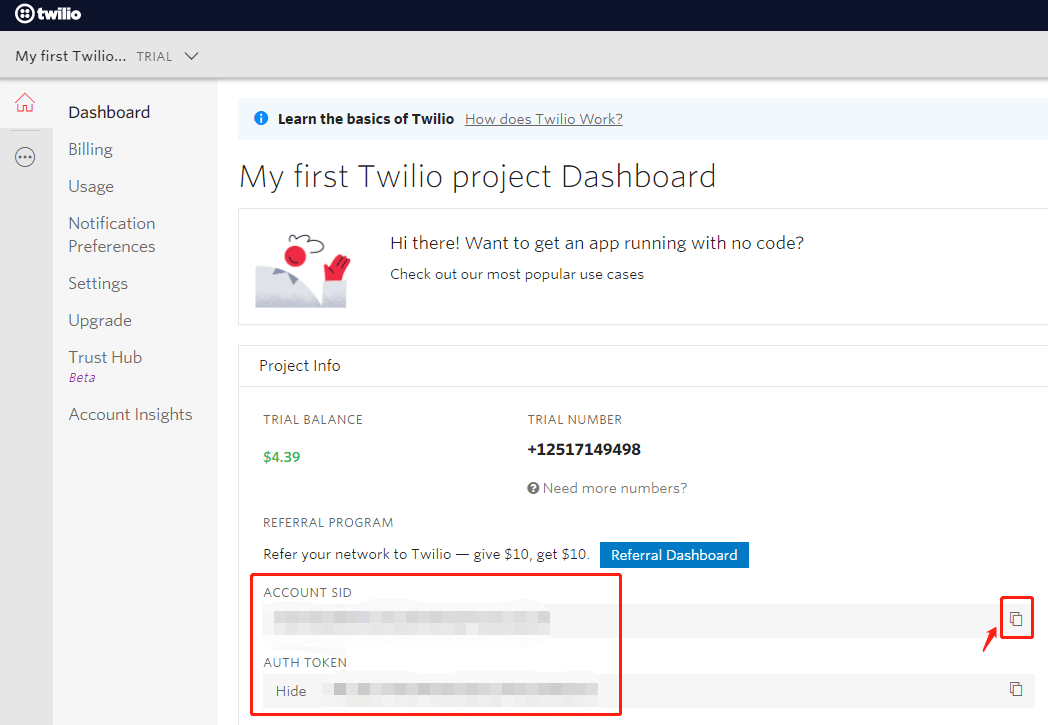 twilio
My first Twilio... TRIAL
Dashboard
Billing
Usage
Notification
Preferences
Settings
Upgrade
Trust Hub
Beta
Account Insights
Learn the basics of Twilio How does Twilio Work?
My first Twilio project Dashboard
Hi there! Want to get an app running with no code?
Check out our most popular use cases
Project Info
TRIAL BALANCE
$4.39
TRIAL NUMBER
+12517149498
Need more numbers?
REFERRAL PROGRAM
Refer your network to Twilio — give $10, get $10. Referral Dashboard
ACCOUNT SID
AUTH TOKEN
Hide